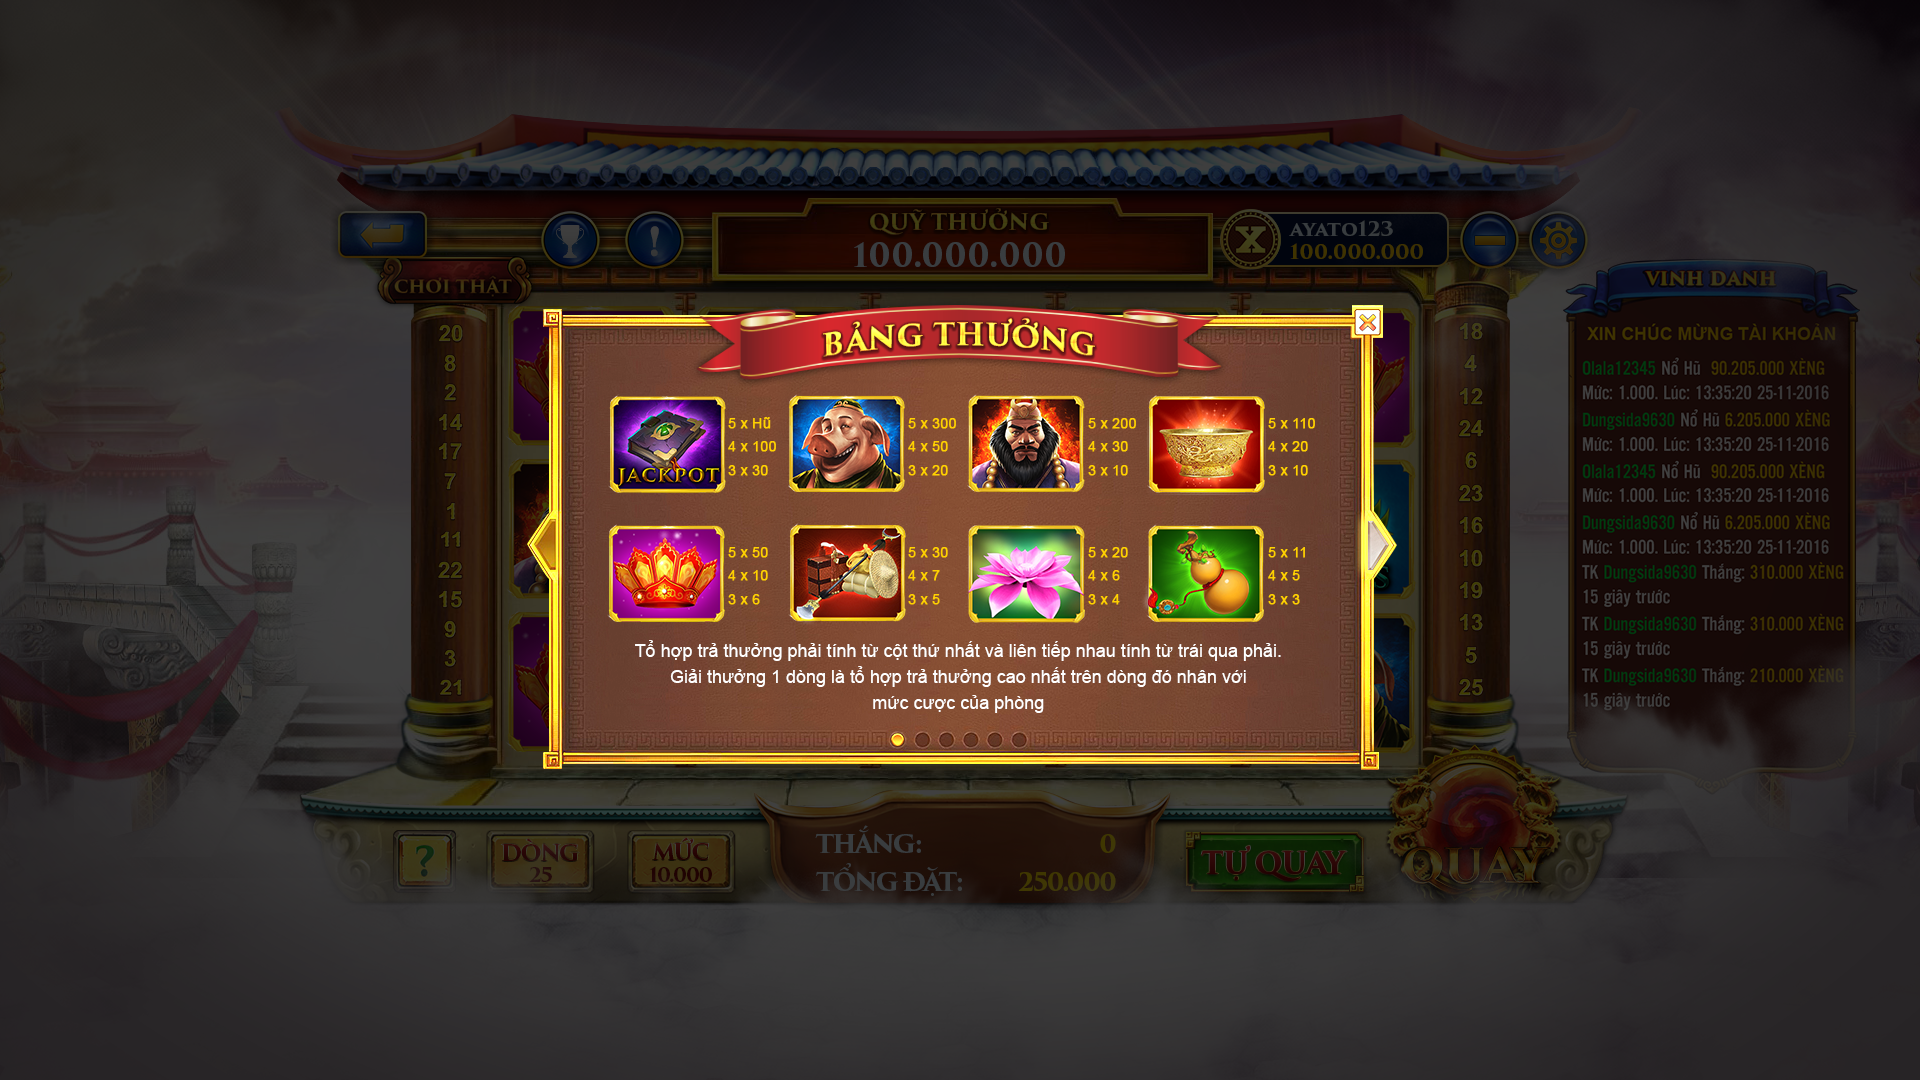 QUỸ THƯỞNG
100.000.000
AYATO123
100.000.000
CHƠI THẬT
VINH DANH
BẢNG THƯỞNG
XIN CHÚC MỪNG TÀI KHOẢN
Olala12345 Nổ Hũ 90.205.000 XÈNG
Mức: 1.000. Lúc: 13:35:20 25-11-2016
Dungsida9630 Nổ Hũ 6.205.000 XÈNG
Mức: 1.000. Lúc: 13:35:20 25-11-2016
Olala12345 Nổ Hũ 90.205.000 XÈNG
Mức: 1.000. Lúc: 13:35:20 25-11-2016
Dungsida9630 Nổ Hũ 6.205.000 XÈNG
Mức: 1.000. Lúc: 13:35:20 25-11-2016
TK Dungsida9630 Thắng: 310.000 XÈNG
15 giây trước
TK Dungsida9630 Thắng: 310.000 XÈNG
15 giây trước
TK Dungsida9630 Thắng: 210.000 XÈNG
15 giây trước
20
8
2
14
17
7
1
11
22
15
9
3
21
JACKPOT
5 x Hũ
4 x 100
3 x 30
5 x 300
4 x 50
3 x 20
5 x 200
4 x 30
3 x 10
5 x 110
4 x 20
3 x 10
5 x 50
4 x 10
3 x 6
5 x 30
4 x 7
3 x 5
5 x 20
4 x 6
3 x 4
5 x 11
4 x 5
3 x 3
Tổ hợp trả thưởng phải tính từ cột thứ nhất và liên tiếp nhau tính từ trái qua phải.
Giải thưởng 1 dòng là tổ hợp trả thưởng cao nhất trên dòng đó nhân với
mức cược của phòng
18
4
12
24
6
23
16
10
19
13
5
25
?
DÒNG
25
MỨC
10.000
THẮNG: 0
TỔNG ĐẶT: 250.000
TỰ QUAY
QUAY